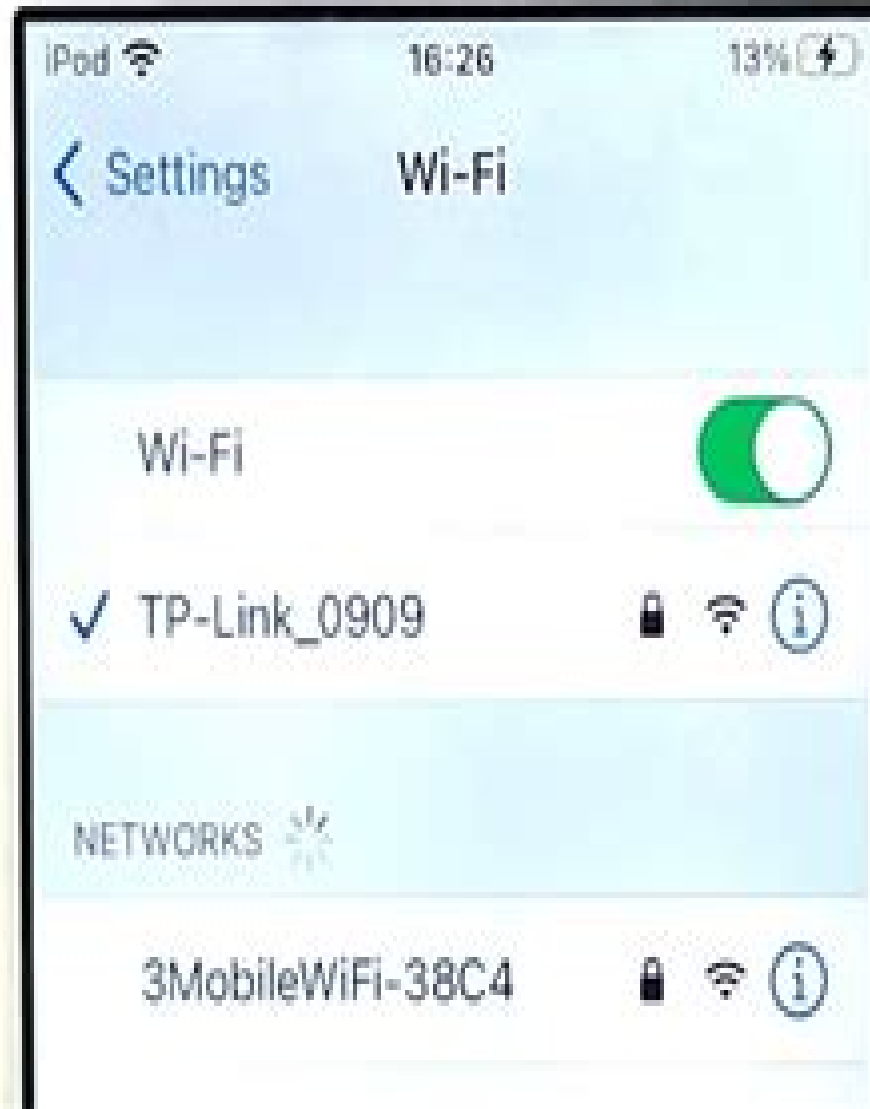 iPod 16:26 13%
Settings Wi-Fi
Wi-Fi
TP-Link_0909
NETWORKS
3MobileWiFi-38C4